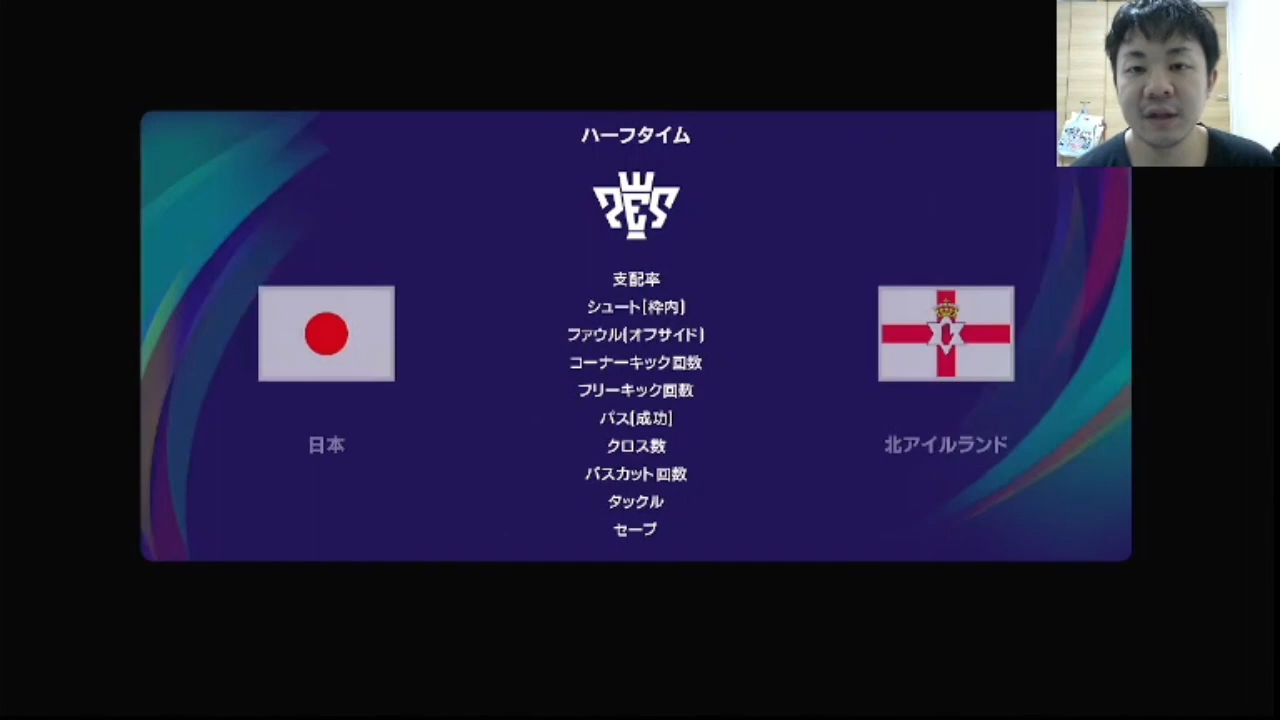 ハーフタイム
PES
支配率
シュート[枠内]
ファウル[オフサイド]
コーナーキック回数
フリーキック回数
パス[成功]
クロス数
パスカット回数
タックル
セーブ
日本
北アイルランド